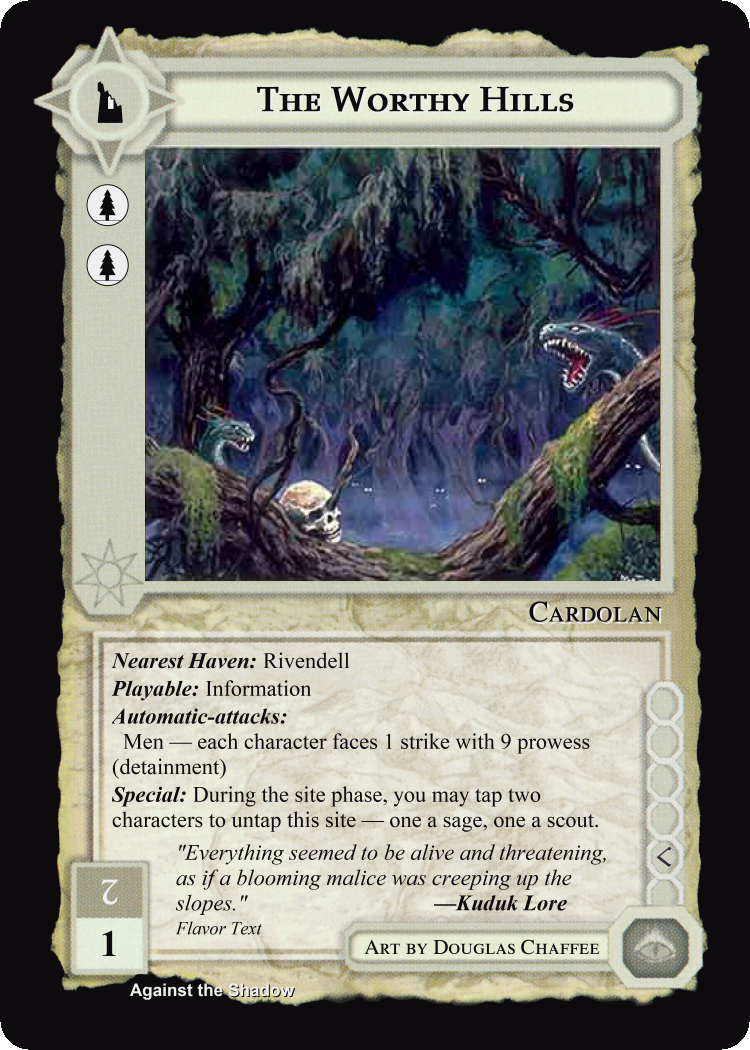 The Worthy Hills
Cardolan
Nearest Haven: Rivendell
Playable: Information
Automatic-attacks:
Men — each character faces 1 strike with 9 prowess
(detainment)
Special: During the site phase, you may tap two
characters to untap this site — one a sage, one a scout.
"Everything seemed to be alive and threatening,
as if a blooming malice was creeping up the
slopes." —Kuduk Lore
Flavor Text
1
Art by Douglas Chaffee
Against the Shadow